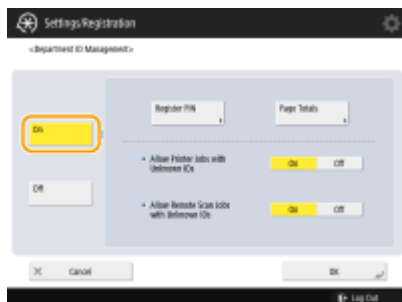 Settings/Registration
<Department ID Management>
On
Off
Register PIN
Page Totals
Allow Printer Jobs with
Unknown IDs
On
Off
Allow Remote Scan Jobs
with Unknown IDs
On
Off
Cancel
OK
Log Out